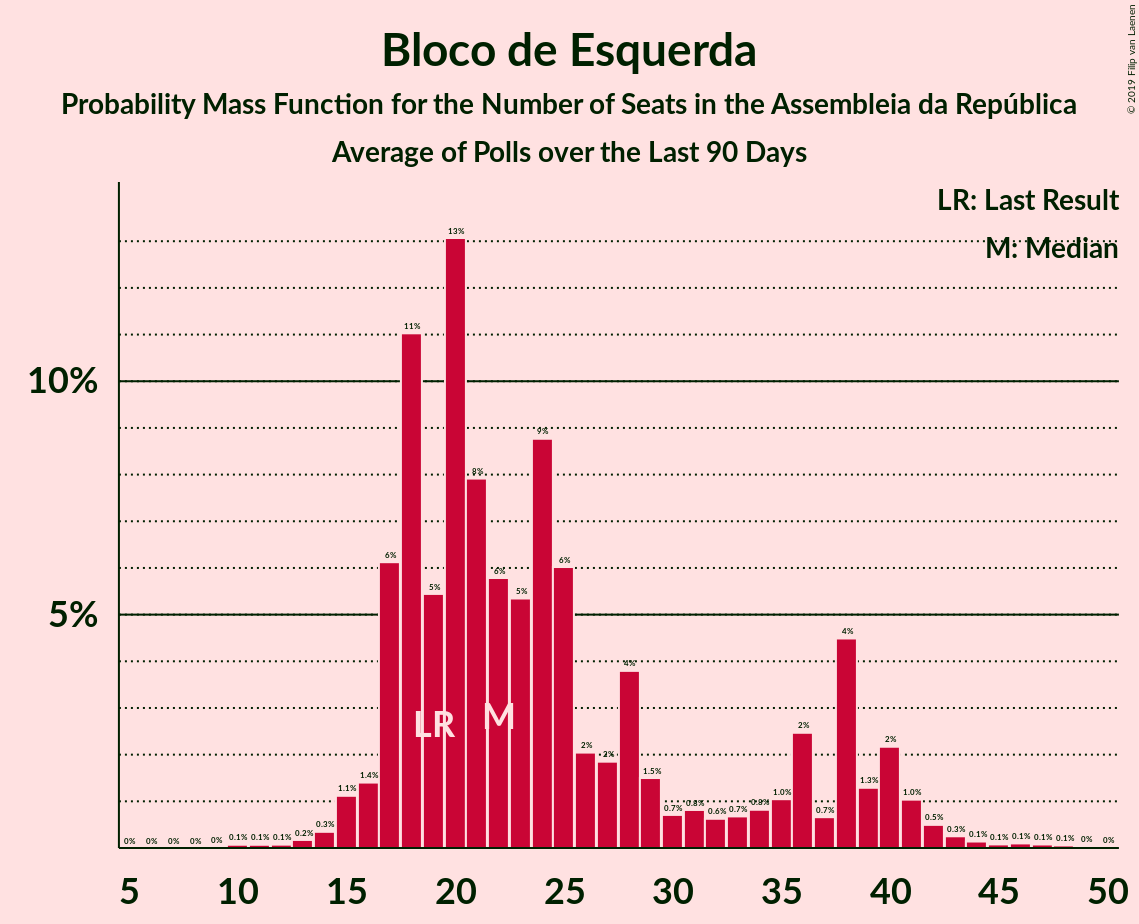 Bloco de Esquerda
Probability Mass Function for the Number of Seats in the Assembleia da República
Average of Polls over the Last 90 Days
© 2019 Filip van Laenen
LR: Last Result
M: Median
10%
5%
0% 0% 0% 0% 0% 0.1% 0.1% 0.1% 0.2% 0.3% 1.1% 1.4% 6% 11% 5% 13% 8% 6% 5% 9% 6% 2% 2% 4% 1.5% 0.7% 0.8% 0.6% 0.7% 0.8% 1.0% 2% 0.7% 4% 1.3% 2% 1.0% 0.5% 0.3% 0.1% 0.1% 0.1% 0.1% 0.1% 0% 0%
LR M
5 10 15 20 25 30 35 40 45 50